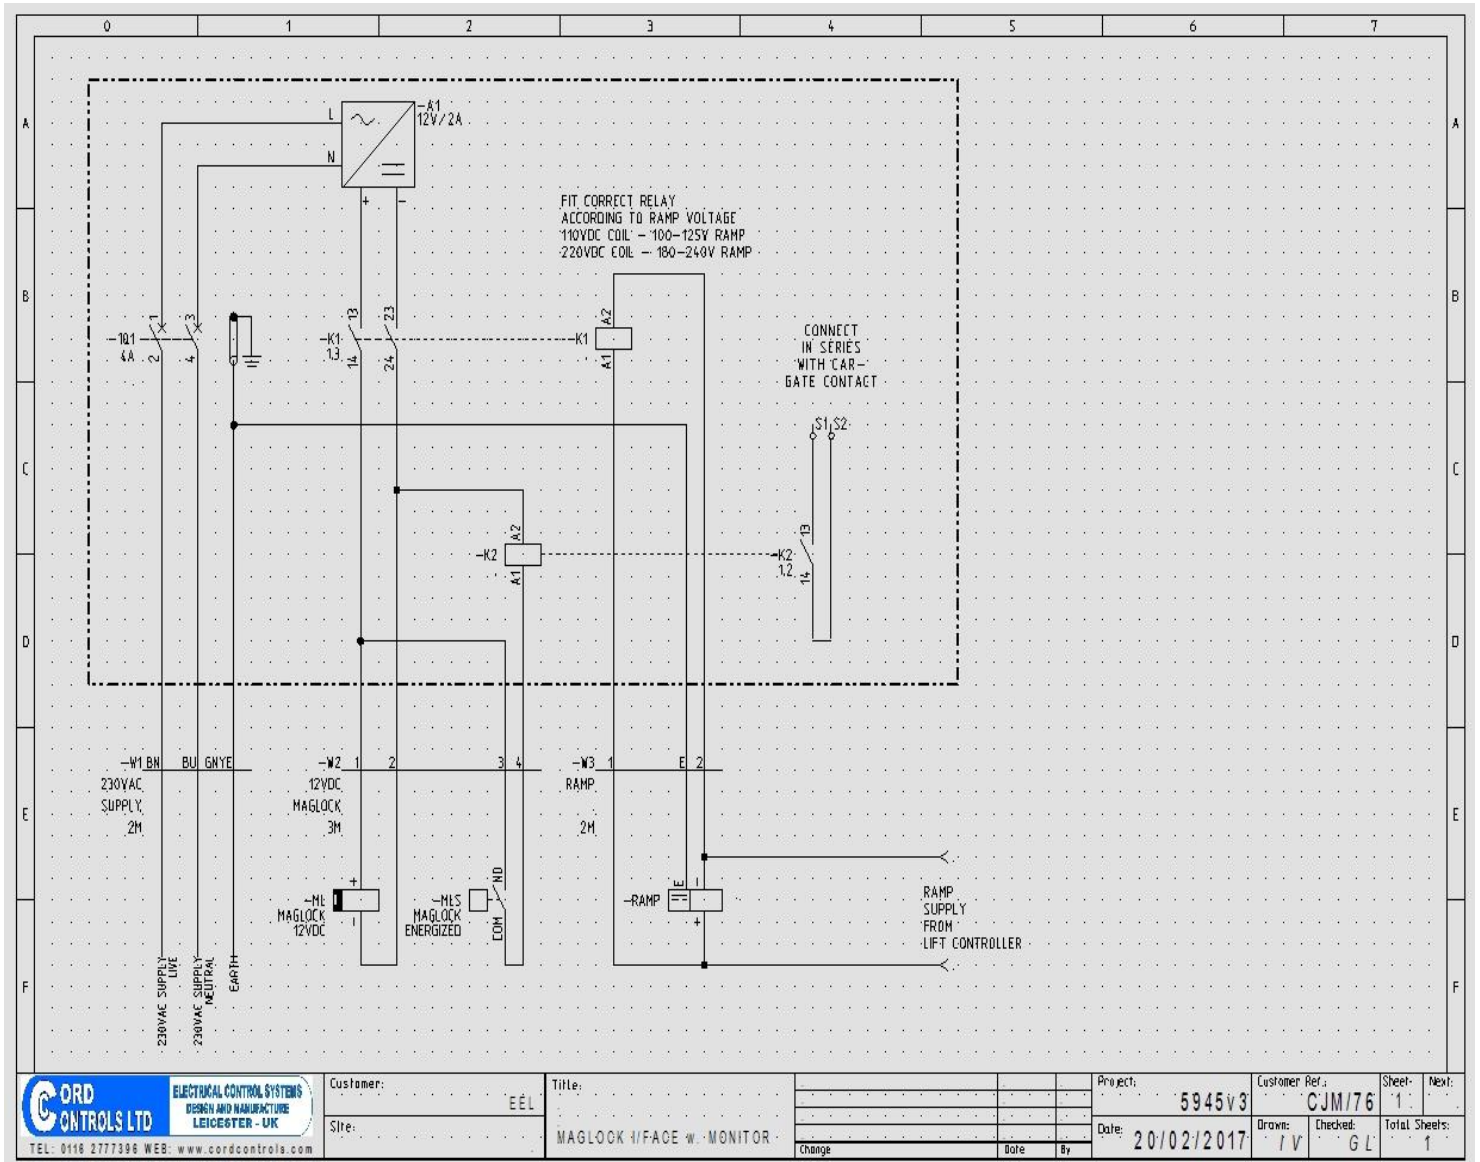 0 1 2 3 4 5 6 7
A A
-A1
12V/2A
L
N
+ -
FIT CORRECT RELAY
ACCORDING TO RAMP VOLTAGE
110VDC COIL - 100-125V RAMP
220VDC COIL - 180-240V RAMP
B B
1 3
-1Q1
4A
2 4
13 23
-K1
1.3
14 24
A2
-K1
A1
CONNECT
IN SERIES
WITH CAR-
GATE CONTACT
S1 S2
C C
A2
-K2
A1
13
-K2
1.2
14
D D
-W1 BN BU GNYE
230VAC
SUPPLY
2M
-W2 1 2 3 4
12VDC
MAGLOCK
3M
-W3 1 E 2
RAMP
2M
E E
+
-ML
MAGLOCK
12VDC
-
NO
-MLS
MAGLOCK
ENERGIZED
COM
E -
-RAMP
+
RAMP
SUPPLY
FROM
LIFT CONTROLLER
F F
230VAC SUPPLY
LIVE
230VAC SUPPLY
NEUTRAL
EARTH
CORD
CONTROLS LTD
ELECTRICAL CONTROL SYSTEMS
DESIGN AND MANUFACTURE
LEICESTER - UK
TEL: 0116 2777396 WEB: www.cordcontrols.com
Customer:
EEL
Site:
Title:
MAGLOCK I/FACE w. MONITOR
Change Date By
Project:
5945v3
Customer Ref.:
CJM/76
Sheet-
1
Next:
Date:
20/02/2017
Drawn:
IV
Checked:
GL
Total Sheets:
1